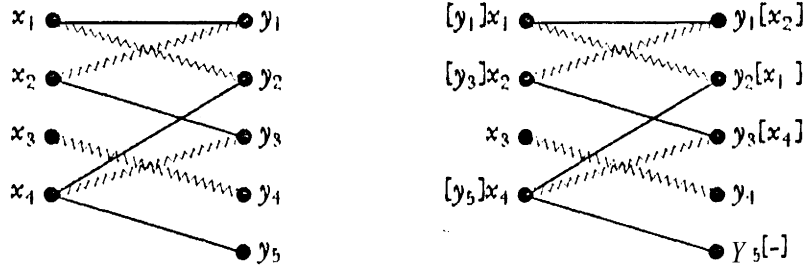 x₁ y₁ [y₁]x₁ y₁[x₂]
x₂ y₂ [y₃]x₂ y₂[x₁ ]
x₃ y₃ x₃ y₃[x₄]
x₄ y₄ [y₅]x₄ y₄
y₅ Y₅[-]